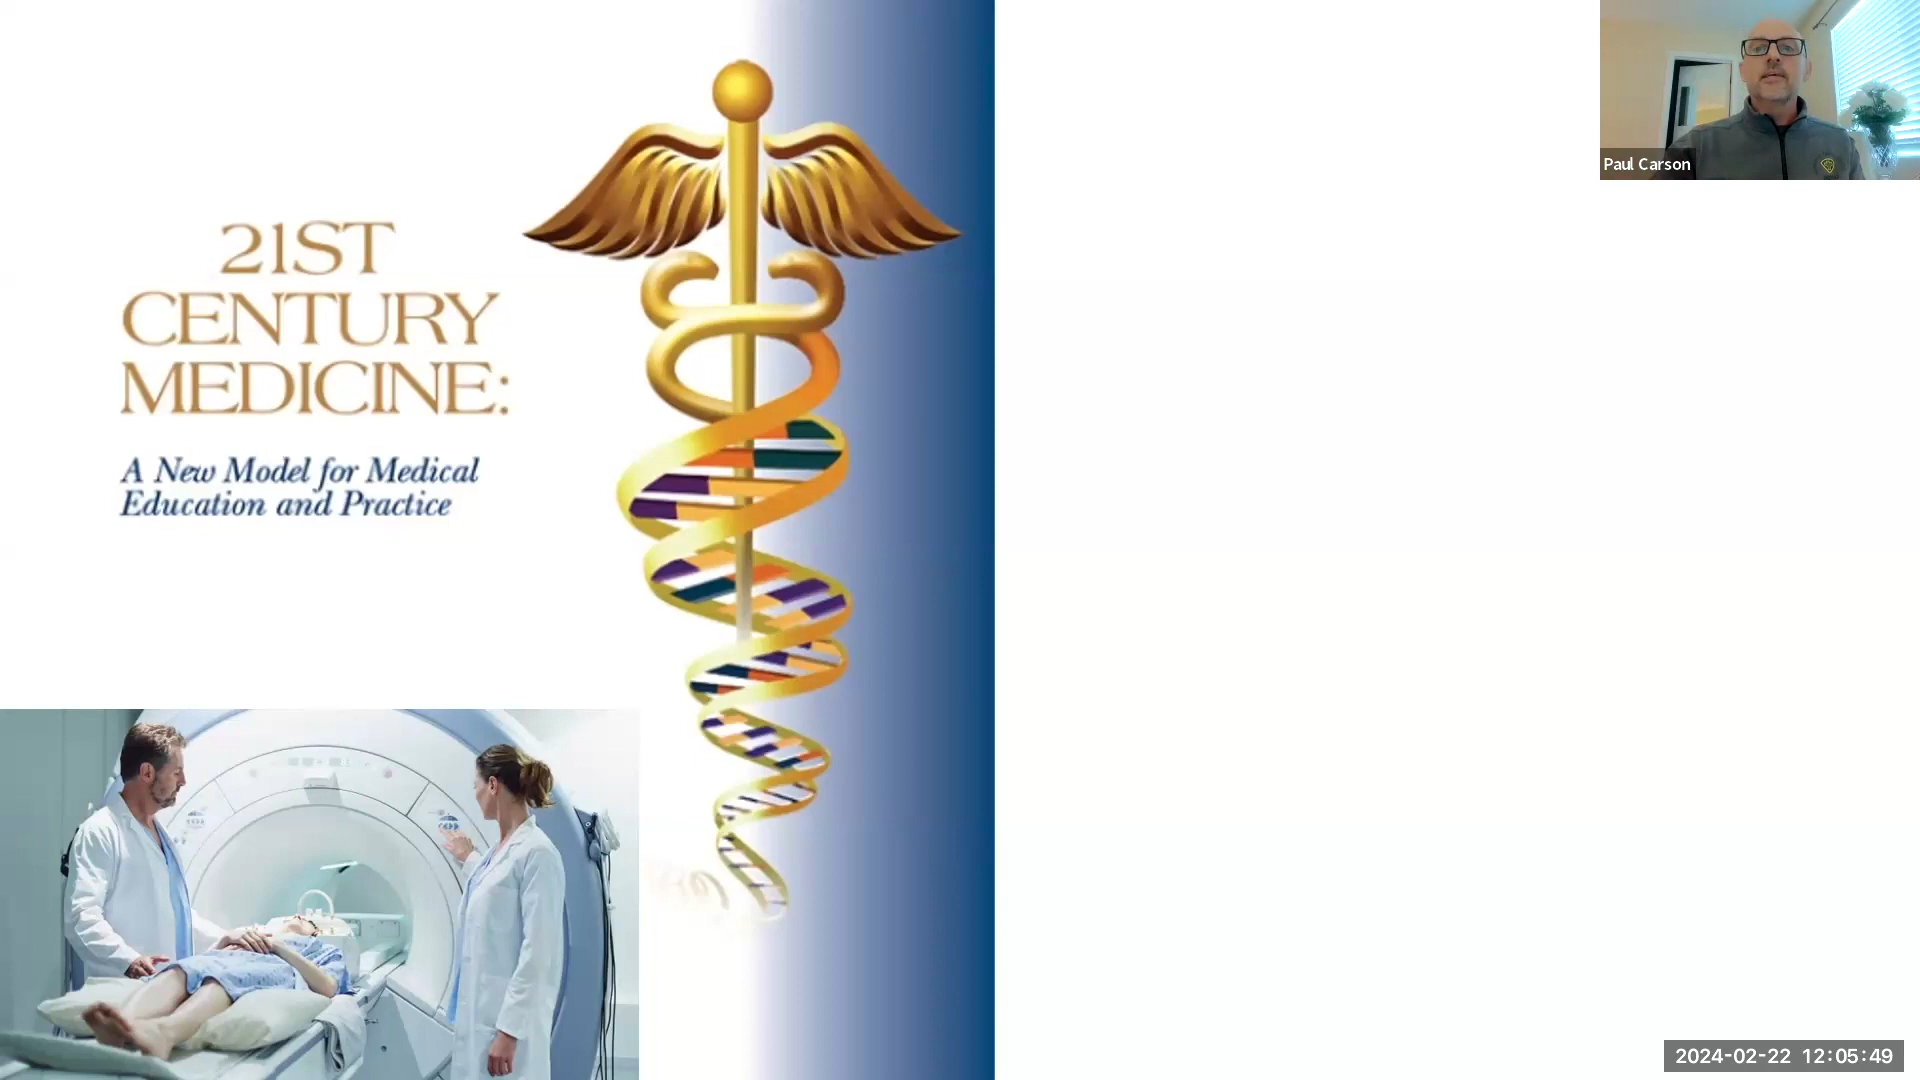 21ST
CENTURY
MEDICINE:
A New Model for Medical
Education and Practice
Paul Carson
2024-02-22 12:05:49